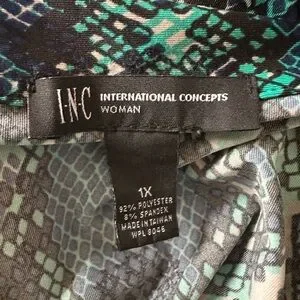 I·N·C INTERNATIONAL CONCEPTS
WOMAN
1X
92% POLYESTER
8% SPANDEX
MADE IN TAIWAN
WPL 8046